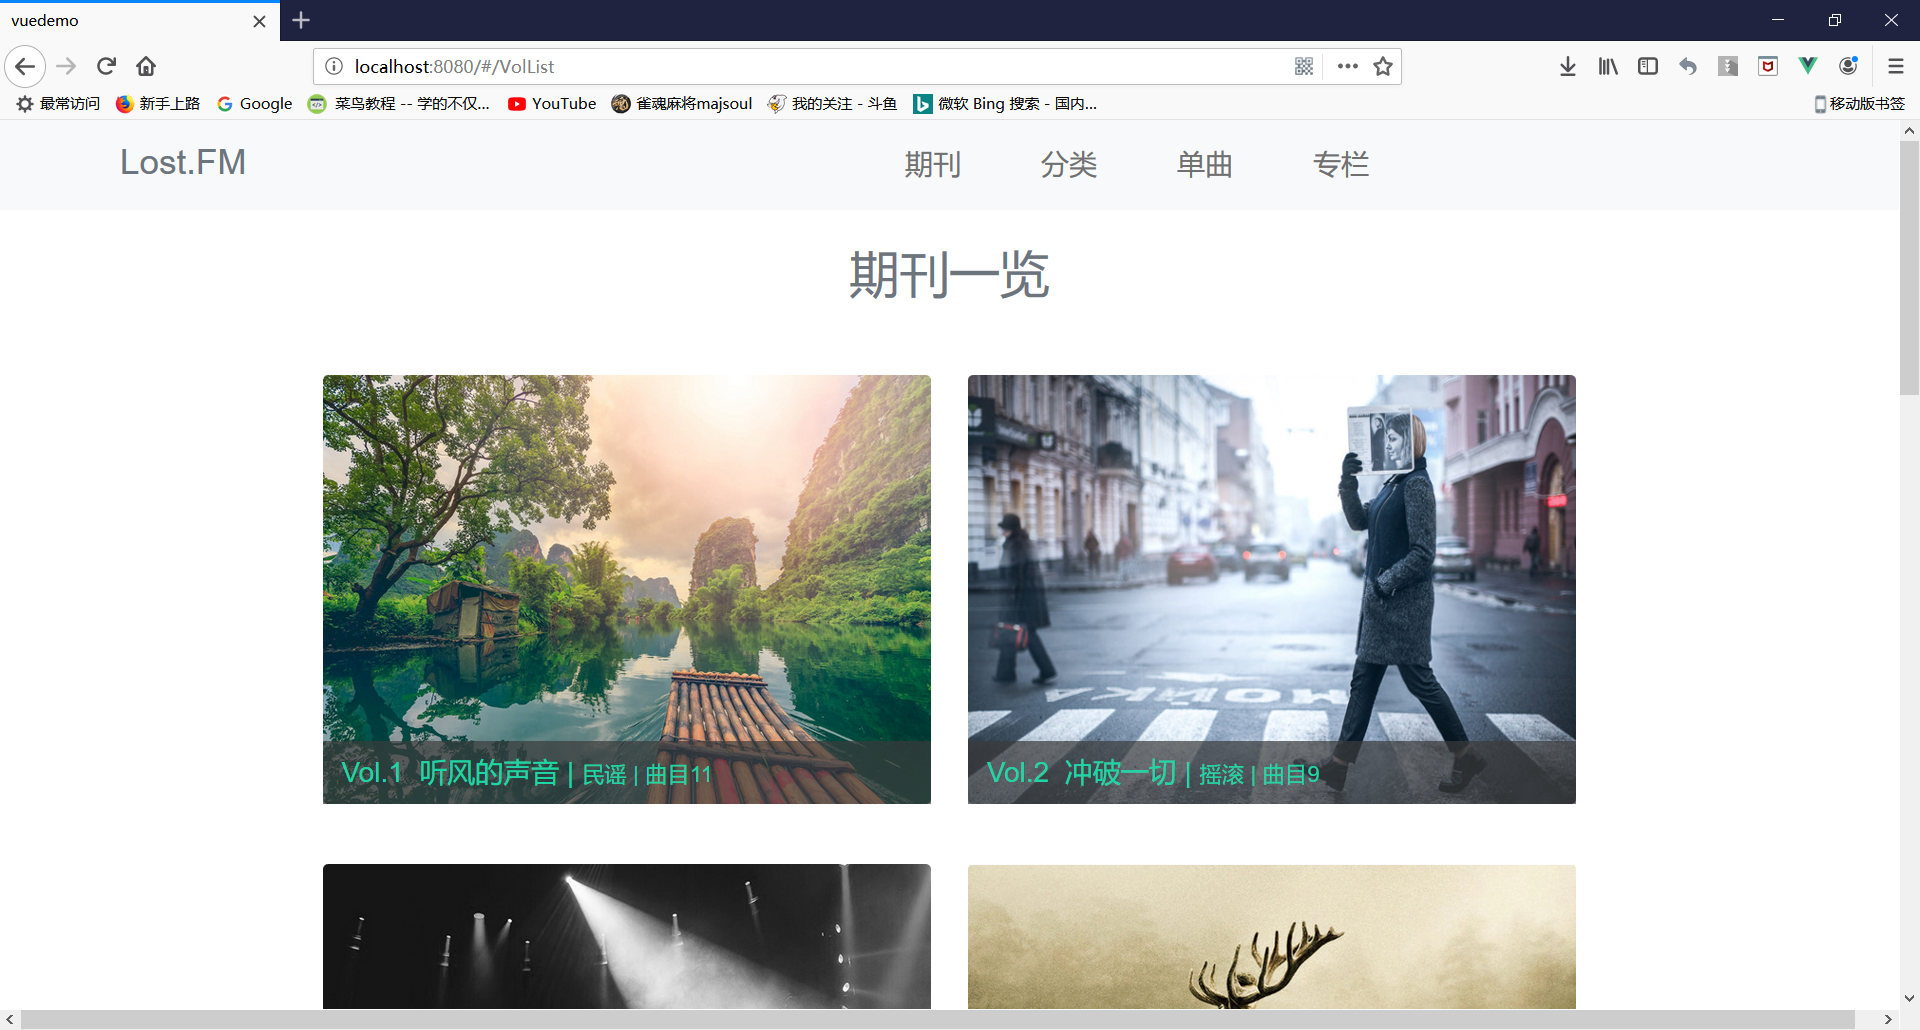 vuedemo
localhost:8080/#/VolList
最常访问 新手上路 Google 菜鸟教程 -- 学的不仅... YouTube 雀魂麻将majsoul 我的关注 - 斗鱼 微软 Bing 搜索 - 国内... 移动版书签
Lost.FM 期刊 分类 单曲 专栏
期刊一览
МОЙКА
Vol.1 听风的声音 | 民谣 | 曲目11
Vol.2 冲破一切 | 摇滚 | 曲目9